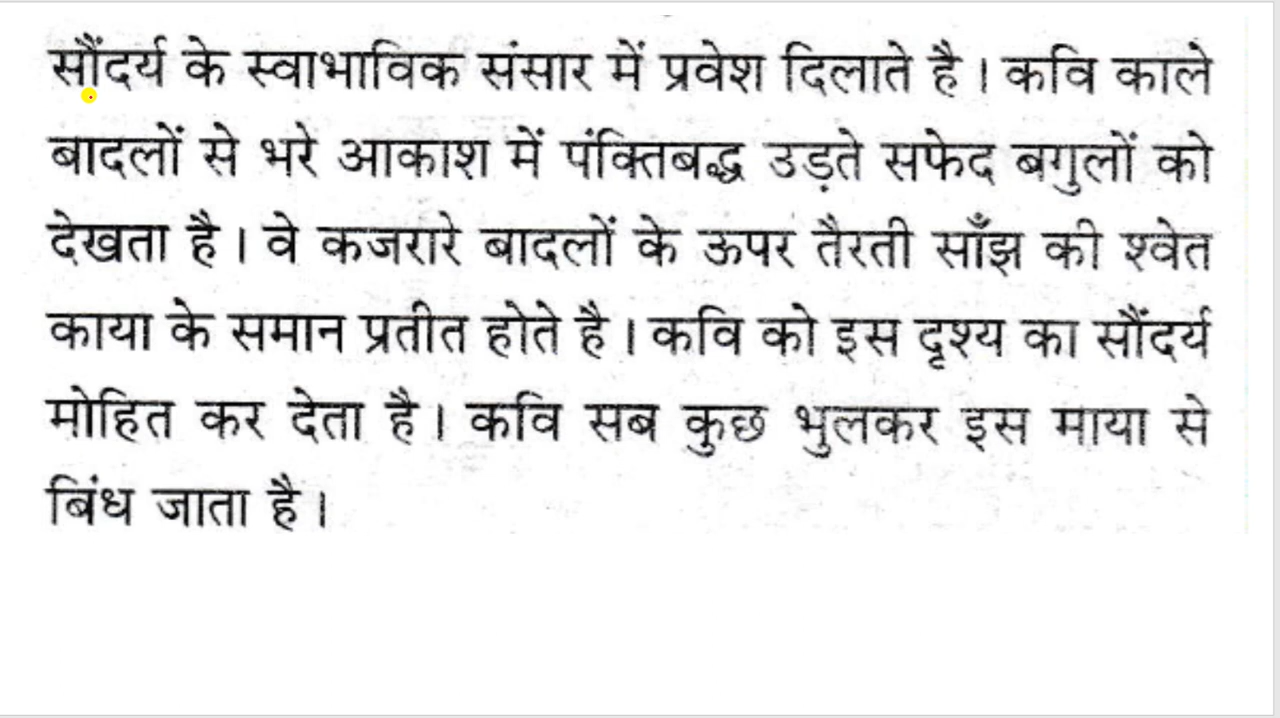 सौंदर्य के स्वाभाविक संसार में प्रवेश दिलाते है। कवि काले
बादलों से भरे आकाश में पंक्तिबद्ध उड़ते सफेद बगुलों को
देखता है। वे कजरारे बादलों के ऊपर तैरती साँझ की श्वेत
काया के समान प्रतीत होते है। कवि को इस दृश्य का सौंदर्य
मोहित कर देता है। कवि सब कुछ भुलकर इस माया से
बिंध जाता है।